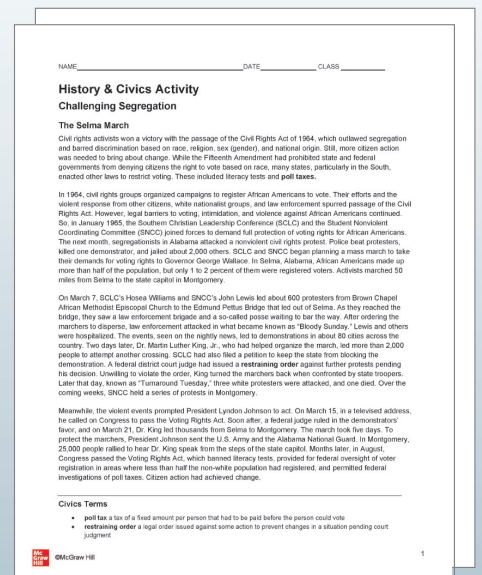 NAME DATE CLASS
History & Civics Activity
Challenging Segregation
The Selma March
Civil rights activists won a victory with the passage of the Civil Rights Act of 1964, which outlawed segregation
and barred discrimination based on race, religion, sex (gender), and national origin. Still, more citizen action
was needed to bring about change. While the Fifteenth Amendment had prohibited state and federal
governments from denying citizens the right to vote based on race, many states, particularly in the South,
enacted other laws to restrict voting. These included literacy tests and poll taxes.
In 1964, civil rights groups organized campaigns to register African Americans to vote. Their efforts and the
violent response from other citizens, white nationalist groups, and law enforcement spurred passage of the Civil
Rights Act. However, legal barriers to voting, intimidation, and violence against African Americans continued.
So, in January 1965, the Southern Christian Leadership Conference (SCLC) and the Student Nonviolent
Coordinating Committee (SNCC) joined forces to demand full protection of voting rights for African Americans.
The next month, segregationists in Alabama attacked a nonviolent civil rights protest. Police beat protesters,
killed one demonstrator, and jailed about 2,000 others. SCLC and SNCC began planning a mass march to take
their demands for voting rights to Governor George Wallace. In Selma, Alabama, African Americans made up
more than half of the population, but only 1 to 2 percent of them were registered voters. Activists marched 50
miles from Selma to the state capitol in Montgomery.
On March 7, SCLC's Hosea Williams and SNCC's John Lewis led about 600 protesters from Brown Chapel
African Methodist Episcopal Church to the Edmund Pettus Bridge that led out of Selma. As they reached the
bridge, they saw a law enforcement brigade and a so-called posse waiting to bar the way. After ordering the
marchers to disperse, law enforcement attacked in what became known as "Bloody Sunday." Lewis and others
were hospitalized. The events, seen on the nightly news, led to demonstrations in about 80 cities across the
country. Two days later, Dr. Martin Luther King, Jr., who had helped organize the march, led more than 2,000
people to attempt another crossing. SCLC had also filed a petition to keep the state from blocking the
demonstration. A federal district court judge had issued a restraining order against further protests pending
his decision. Unwilling to violate the order, King turned the marchers back when confronted by state troopers.
Later that day, known as "Turnaround Tuesday," three white protesters were attacked, and one died. Over the
coming weeks, SNCC held a series of protests in Montgomery.
Meanwhile, the violent events prompted President Lyndon Johnson to act. On March 15, in a televised address,
he called on Congress to pass the Voting Rights Act. Soon after, a federal judge ruled in the demonstrators'
favor, and on March 21, Dr. King led thousands from Selma to Montgomery. The march took five days. To
protect the marchers, President Johnson sent the U.S. Army and the Alabama National Guard. In Montgomery,
25,000 people rallied to hear Dr. King speak from the steps of the state capitol. Months later, in August,
Congress passed the Voting Rights Act, which banned literacy tests, provided for federal oversight of voter
registration in areas where less than half the non-white population had registered, and permitted federal
investigations of poll taxes. Citizen action had achieved change.
Civics Terms
• poll tax a tax of a fixed amount per person that had to be paid before the person could vote
• restraining order a legal order issued against some action to prevent changes in a situation pending court
judgment
Mc Graw Hill ©McGraw Hill 1